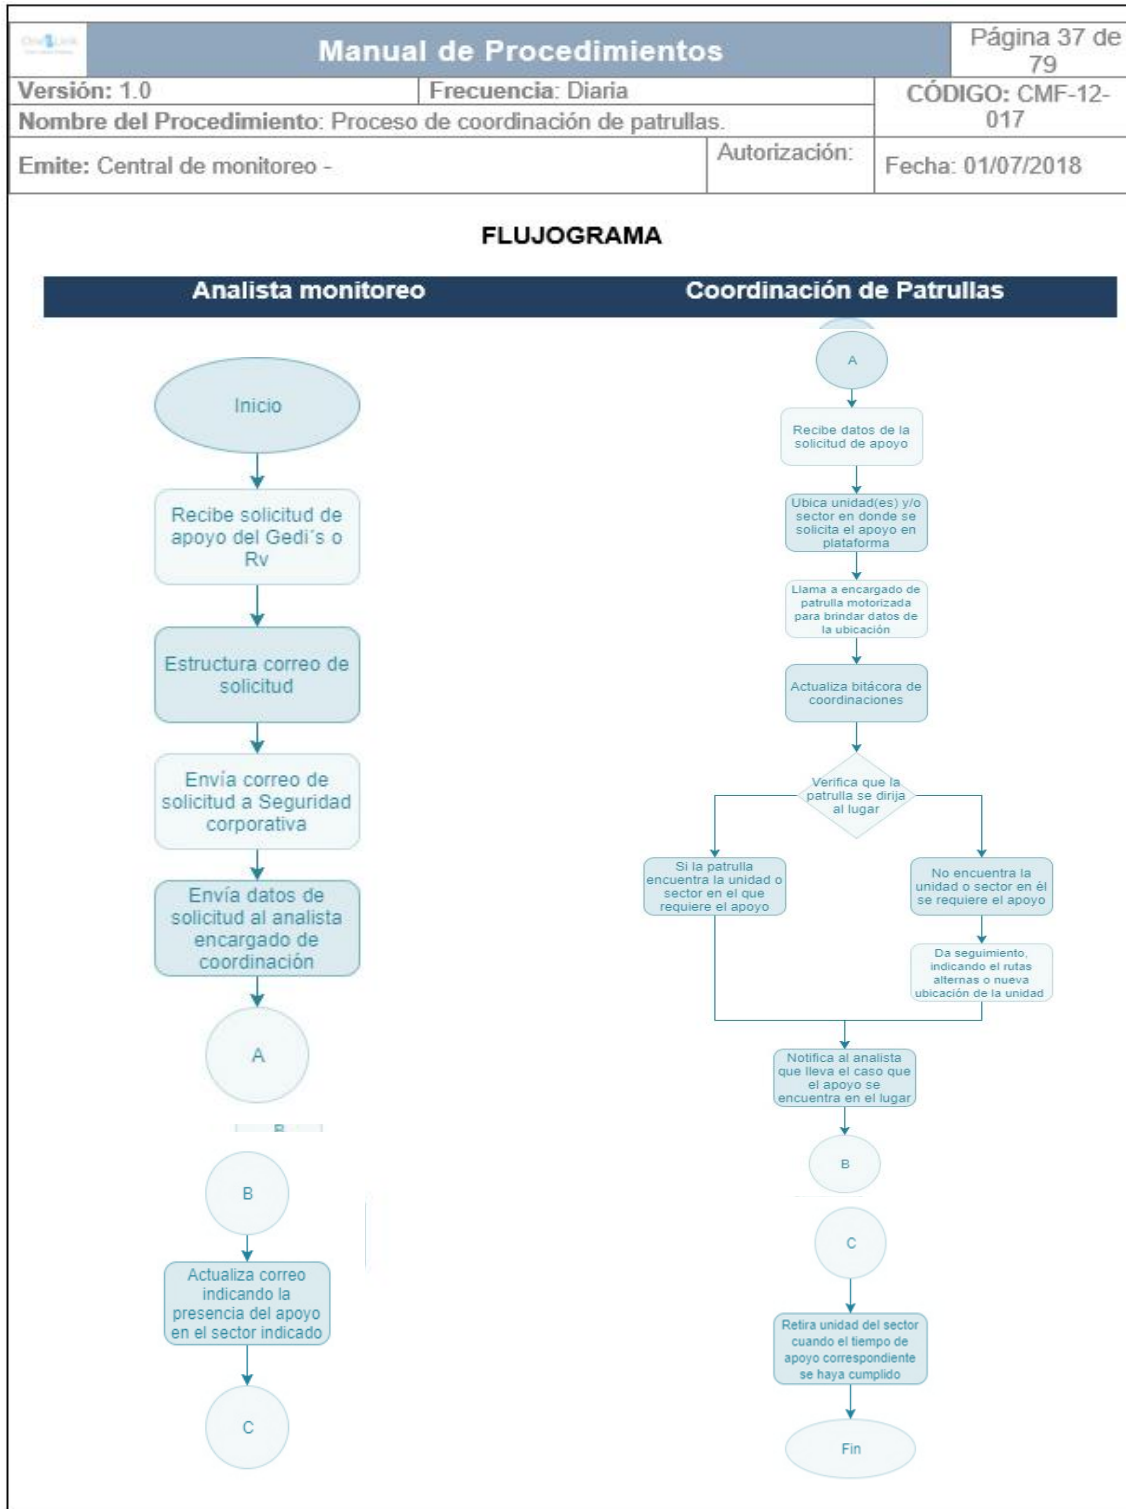 Manual de Procedimientos
Página 37 de
79
Versión: 1.0
Frecuencia: Diaria
CÓDIGO: CMF-12-
017
Nombre del Procedimiento: Proceso de coordinación de patrullas.
Emite: Central de monitoreo -
Autorización:
Fecha: 01/07/2018
FLUJOGRAMA
Analista monitoreo
Coordinación de Patrullas
Inicio
Recibe solicitud de
apoyo del Gedi´s o
Rv
Estructura correo de
solicitud
Envía correo de
solicitud a Seguridad
corporativa
Envía datos de
solicitud al analista
encargado de
coordinación
A
B
Actualiza correo
indicando la
presencia del apoyo
en el sector indicado
C
A
Recibe datos de la
solicitud de apoyo
Ubica unidad(es) y/o
sector en donde se
solicita el apoyo en
plataforma
Llama a encargado de
patrulla motorizada
para brindar datos de
la ubicación
Actualiza bitácora de
coordinaciones
Verifica que la
patrulla se dirija
al lugar
Si la patrulla
encuentra la unidad o
sector en el que
requiere el apoyo
No encuentra la
unidad o sector en él
se requiere el apoyo
Da seguimiento,
indicando el rutas
alternas o nueva
ubicación de la unidad
Notifica al analista
que lleva el caso que
el apoyo se
encuentra en el lugar
B
C
Retira unidad del sector
cuando el tiempo de
apoyo correspondiente
se haya cumplido
Fin